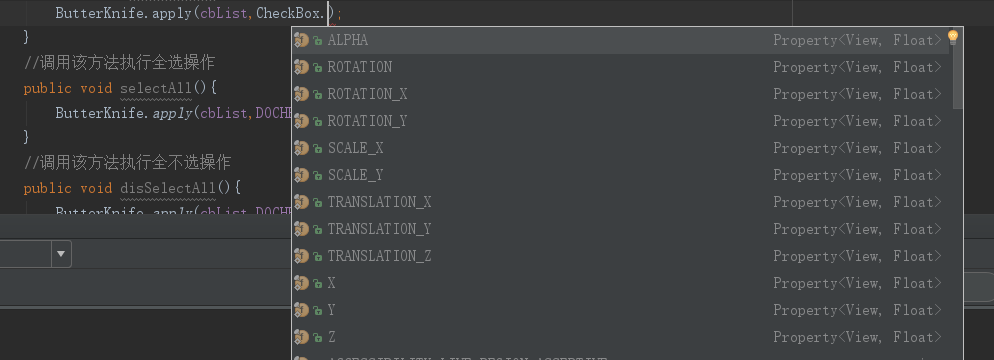 ButterKnife.apply(cbList,CheckBox.);
}
//调用该方法执行全选操作
public void selectAll(){
ButterKnife.apply(cbList,DOCHE
}
//调用该方法执行全不选操作
public void disSelectAll(){
ButterKnife.apply(cbList,DOCHE
ALPHA Property<View, Float>
ROTATION Property<View, Float>
ROTATION_X Property<View, Float>
ROTATION_Y Property<View, Float>
SCALE_X Property<View, Float>
SCALE_Y Property<View, Float>
TRANSLATION_X Property<View, Float>
TRANSLATION_Y Property<View, Float>
TRANSLATION_Z Property<View, Float>
X Property<View, Float>
Y Property<View, Float>
Z Property<View, Float>
ACCESSIBILITY_LIVE_REGION_ASSERTIVE